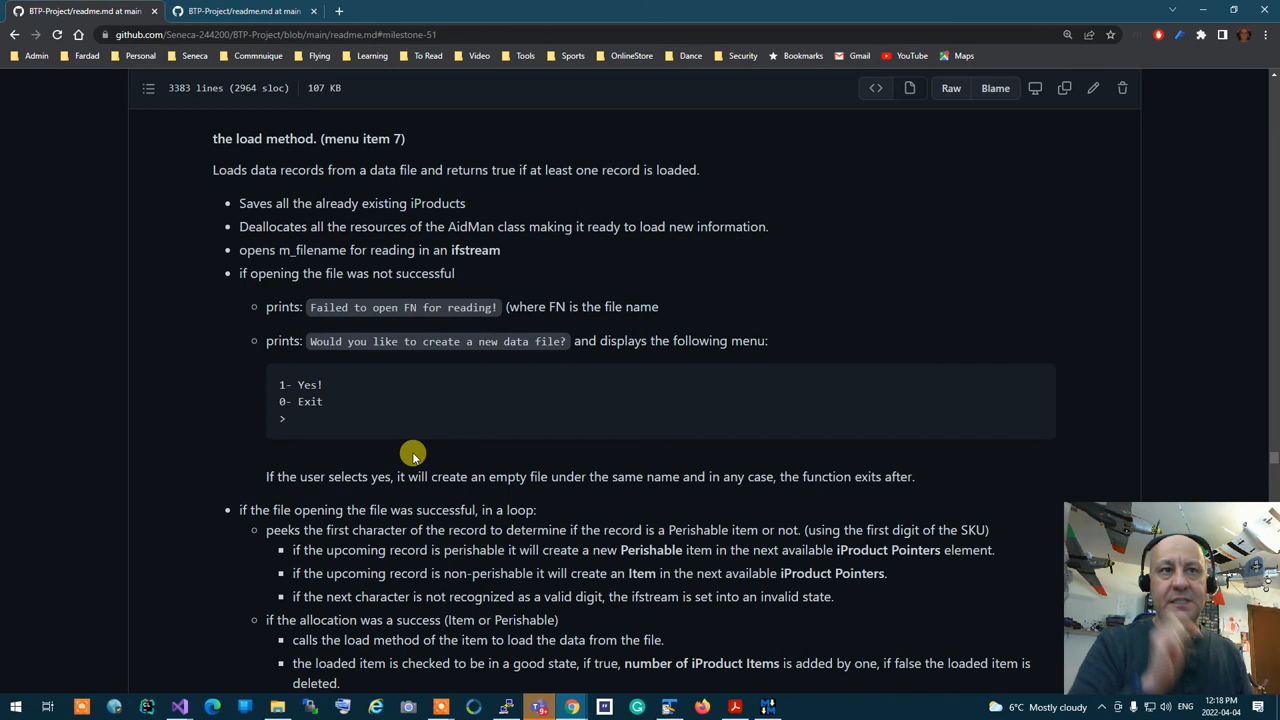 BTP-Project/readme.md at main
BTP-Project/readme.md at main
github.com/Seneca-244200/BTP-Project/blob/main/readme.md#milestone-51
Admin Fardad Personal Seneca Commnuique Flying Learning To Read Video Tools Sports OnlineStore Dance Security Bookmarks Gmail YouTube Maps
3383 lines (2964 sloc) 107 KB
Raw Blame
the load method. (menu item 7)
Loads data records from a data file and returns true if at least one record is loaded.
• Saves all the already existing iProducts
• Deallocates all the resources of the AidMan class making it ready to load new information.
• opens m_filename for reading in an ifstream
• if opening the file was not successful
◦ prints: Failed to open FN for reading! (where FN is the file name
◦ prints: Would you like to create a new data file? and displays the following menu:
1- Yes!
0- Exit
>
If the user selects yes, it will create an empty file under the same name and in any case, the function exits after.
• if the file opening the file was successful, in a loop:
◦ peeks the first character of the record to determine if the record is a Perishable item or not. (using the first digit of the SKU)
▪ if the upcoming record is perishable it will create a new Perishable item in the next available iProduct Pointers element.
▪ if the upcoming record is non-perishable it will create an Item in the next available iProduct Pointers.
▪ if the next character is not recognized as a valid digit, the ifstream is set into an invalid state.
◦ if the allocation was a success (Item or Perishable)
▪ calls the load method of the item to load the data from the file.
▪ the loaded item is checked to be in a good state, if true, number of iProduct Items is added by one, if false the loaded item is
deleted.
6°C Mostly cloudy
12:18 PM
2022-04-04